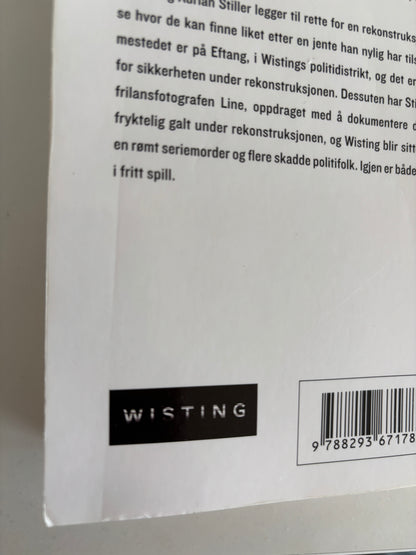 Adrian Stiller legger til rette for en rekonstruks
se hvor de kan finne liket etter en jente han nylig har tils
mestedet er på Eftang, i Wistings politidistrikt, og det er
for sikkerheten under rekonstruksjonen. Dessuten har Sti
frilansfotografen Line, oppdraget med å dokumentere d
fryktelig galt under rekonstruksjonen, og Wisting blir sitt
en rømt seriemorder og flere skadde politifolk. Igjen er både
i fritt spill.
WISTING
9 788293 67178